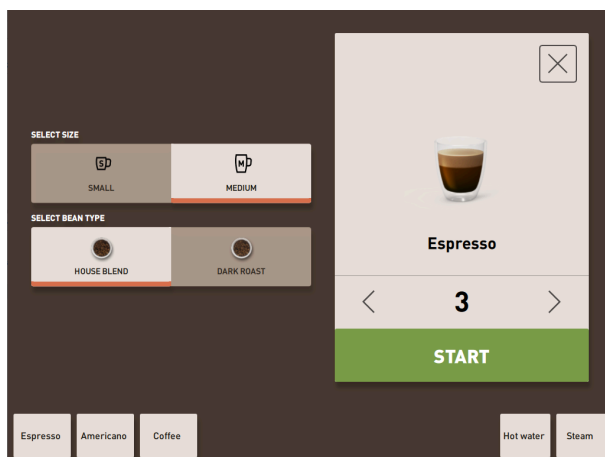 SELECT SIZE
S
SMALL
M
MEDIUM
SELECT BEAN TYPE
HOUSE BLEND
DARK ROAST
Espresso
3
START
Espresso
Americano
Coffee
Hot water
Steam